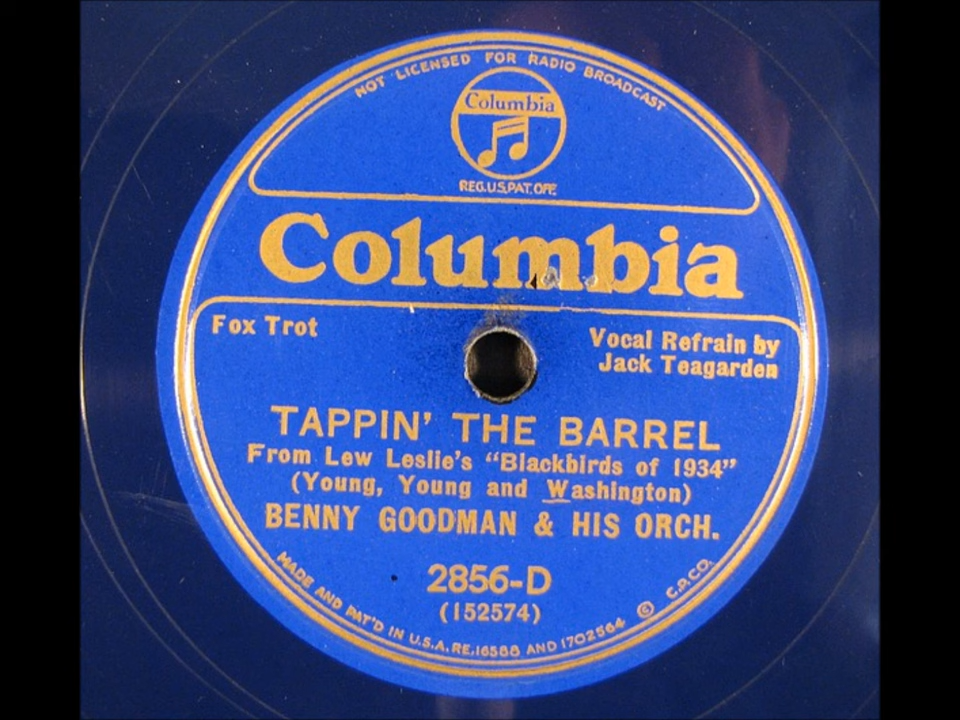 NOT LICENSED FOR RADIO BROADCAST
Columbia
REG.U.S.PAT.OFF.
Columbia
Fox Trot
Vocal Refrain by
Jack Teagarden
TAPPIN' THE BARREL
From Lew Leslie's "Blackbirds of 1934"
(Young, Young and Washington)
BENNY GOODMAN & HIS ORCH.
2856-D
(152574)
MADE AND PAT'D IN U.S.A. RE.16588 AND 1702564 © C.P.CO.